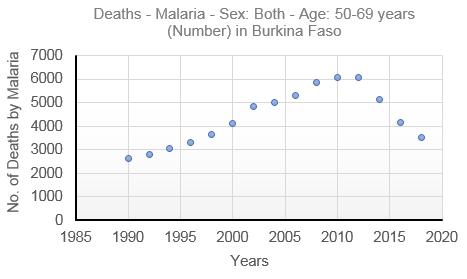 Deaths - Malaria - Sex: Both - Age: 50-69 years
(Number) in Burkina Faso
No. of Deaths by Malaria
7000
6000
5000
4000
3000
2000
1000
0
1985 1990 1995 2000 2005 2010 2015 2020
Years